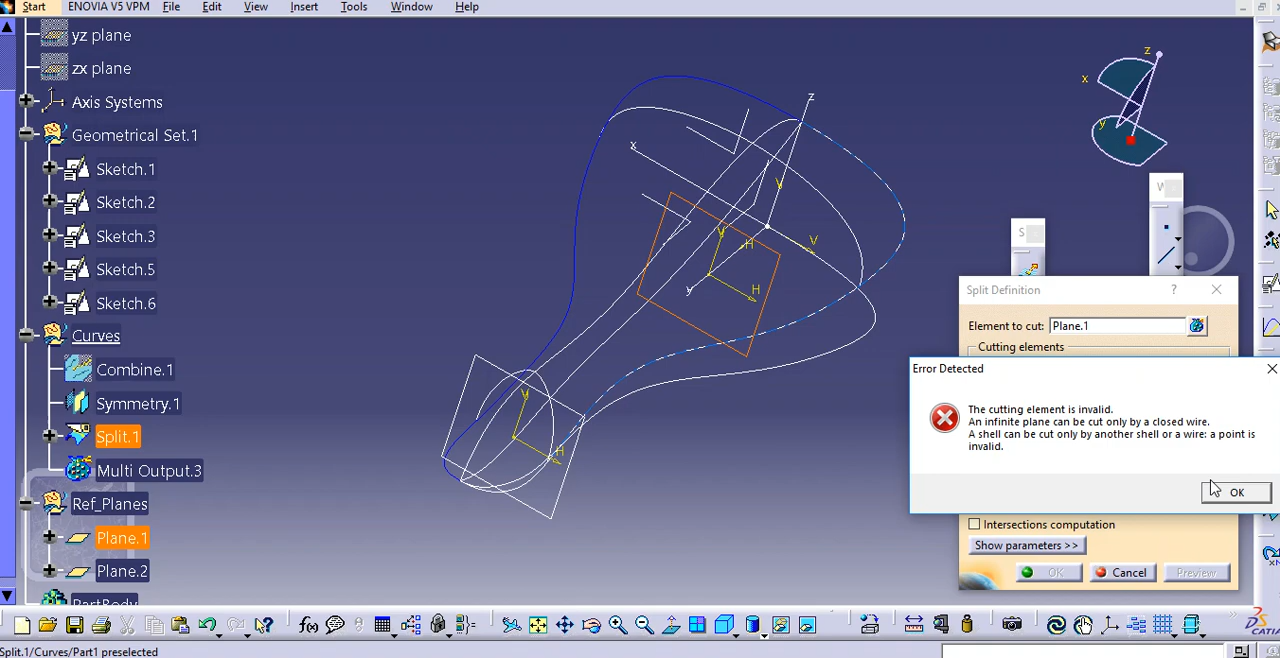 Start
ENOVIA V5 VPM
File
Edit
View
Insert
Tools
Window
Help
yz plane
zx plane
Axis Systems
Geometrical Set.1
Sketch.1
Sketch.2
Sketch.3
Sketch.5
Sketch.6
Curves
Combine.1
Symmetry.1
Split.1
Multi Output.3
Ref_Planes
Plane.1
Plane.2
PartBody
z
x
y
z
x
V
V
V
H
H
y
V
H
W
S
Split Definition
?
Element to cut: Plane.1
Cutting elements
Error Detected
The cutting element is invalid.
An infinite plane can be cut only by a closed wire.
A shell can be cut only by another shell or a wire: a point is
invalid.
OK
Intersections computation
Show parameters >>
OK
Cancel
Preview
f(x)
CATIA
Split.1/Curves/Part1 preselected